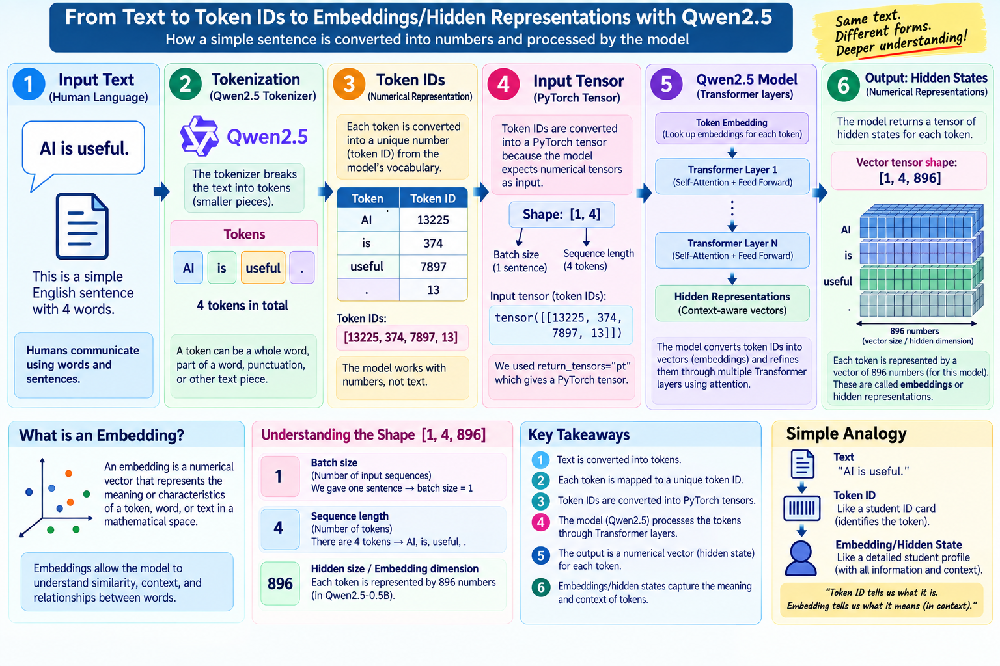 From Text to Token IDs to Embeddings/Hidden Representations with Qwen2.5
How a simple sentence is converted into numbers and processed by the model
Same text.
Different forms.
Deeper understanding!
1
Input Text
(Human Language)
AI is useful.
This is a simple
English sentence
with 4 words.
Humans communicate
using words and
sentences.
2
Tokenization
(Qwen2.5 Tokenizer)
Qwen2.5
The tokenizer breaks
the text into tokens
(smaller pieces).
Tokens
AI is useful .
4 tokens in total
A token can be a whole word,
part of a word, punctuation,
or other text piece.
3
Token IDs
(Numerical Representation)
Each token is converted
into a unique number
(token ID) from the
model's vocabulary.
Token Token ID
AI 13225
is 374
useful 7897
. 13
Token IDs:
[13225, 374, 7897, 13]
The model works with
numbers, not text.
4
Input Tensor
(PyTorch Tensor)
Token IDs are converted
into a PyTorch tensor
because the model
expects numerical tensors
as input.
Shape: [1, 4]
Batch size
(1 sentence)
Sequence length
(4 tokens)
Input tensor (token IDs):
tensor([[13225, 374,
7897, 13]])
We used return_tensors="pt"
which gives a PyTorch tensor.
5
Qwen2.5 Model
(Transformer layers)
Token Embedding
(Look up embeddings for each token)
Transformer Layer 1
(Self-Attention + Feed Forward)
Transformer Layer N
(Self-Attention + Feed Forward)
Hidden Representations
(Context-aware vectors)
The model converts token IDs into
vectors (embeddings) and refines
them through multiple Transformer
layers using attention.
6
Output: Hidden States
(Numerical Representations)
The model returns a tensor of
hidden states for each token.
Vector tensor shape:
[1, 4, 896]
AI
is
useful
.
896 numbers
(vector size / hidden dimension)
Each token is represented by a
vector of 896 numbers (for this model).
These are called embeddings or
hidden representations.
What is an Embedding?
An embedding is a numerical
vector that represents the
meaning or characteristics
of a token, word, or text in a
mathematical space.
Embeddings allow the model to
understand similarity, context, and
relationships between words.
Understanding the Shape [1, 4, 896]
1
Batch size
(Number of input sequences)
We gave one sentence → batch size = 1
4
Sequence length
(Number of tokens)
There are 4 tokens → AI, is, useful, .
896
Hidden size / Embedding dimension
Each token is represented by 896 numbers
(in Qwen2.5-0.5B).
Key Takeaways
1 Text is converted into tokens.
2 Each token is mapped to a unique token ID.
3 Token IDs are converted into PyTorch tensors.
4 The model (Qwen2.5) processes the tokens
through Transformer layers.
5 The output is a numerical vector (hidden state)
for each token.
6 Embeddings/hidden states capture the meaning
and context of tokens.
Simple Analogy
Text
"AI is useful."
Token ID
Like a student ID card
(identifies the token).
Embedding/Hidden State
Like a detailed student profile
(with all information and context).
"Token ID tells us what it is.
Embedding tells us what it means (in context)."